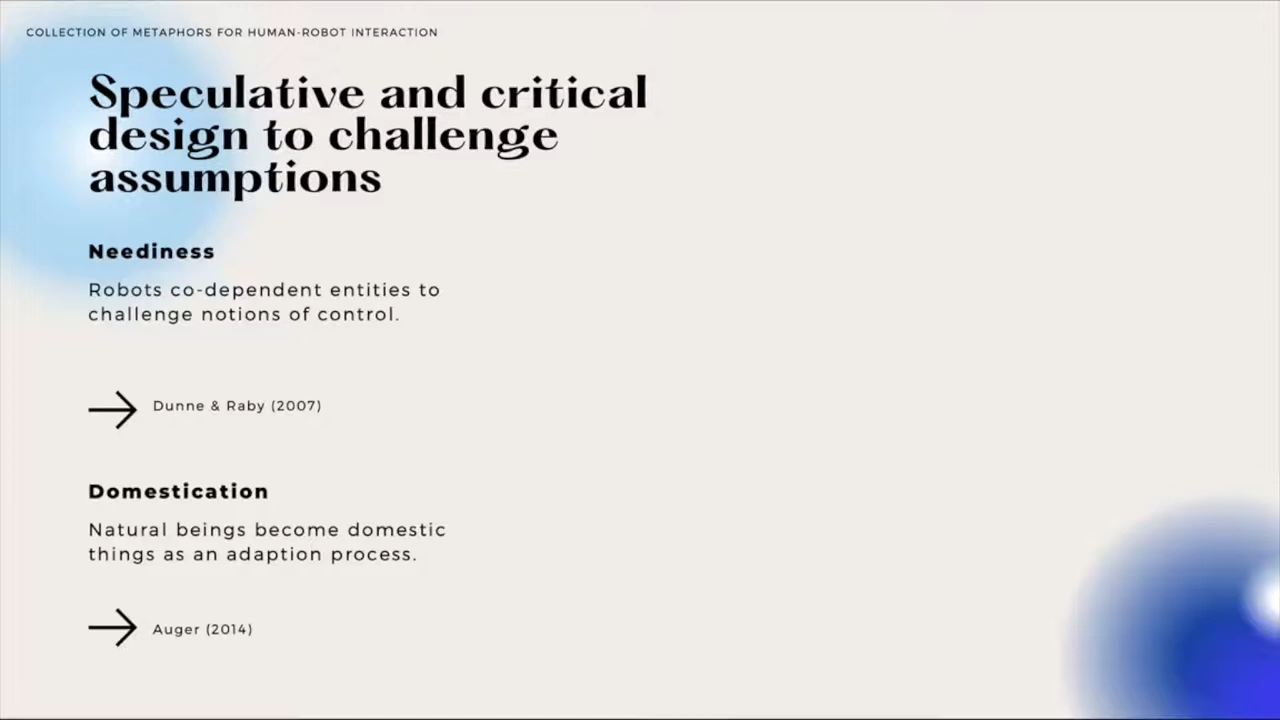 COLLECTION OF METAPHORS FOR HUMAN-ROBOT INTERACTION
Speculative and critical
design to challenge
assumptions
Neediness
Robots co-dependent entities to
challenge notions of control.
Dunne & Raby (2007)
Domestication
Natural beings become domestic
things as an adaption process.
Auger (2014)